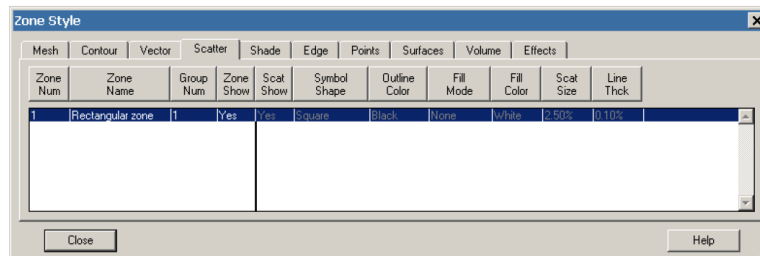 Zone Style
Mesh Contour Vector Scatter Shade Edge Points Surfaces Volume Effects
Zone Num Zone Name Group Num Zone Show Scat Show Symbol Shape Outline Color Fill Mode Fill Color Scat Size Line Thck
1 Rectangular zone 1 Yes Yes Square Black None White 2.50% 0.10%
Close Help